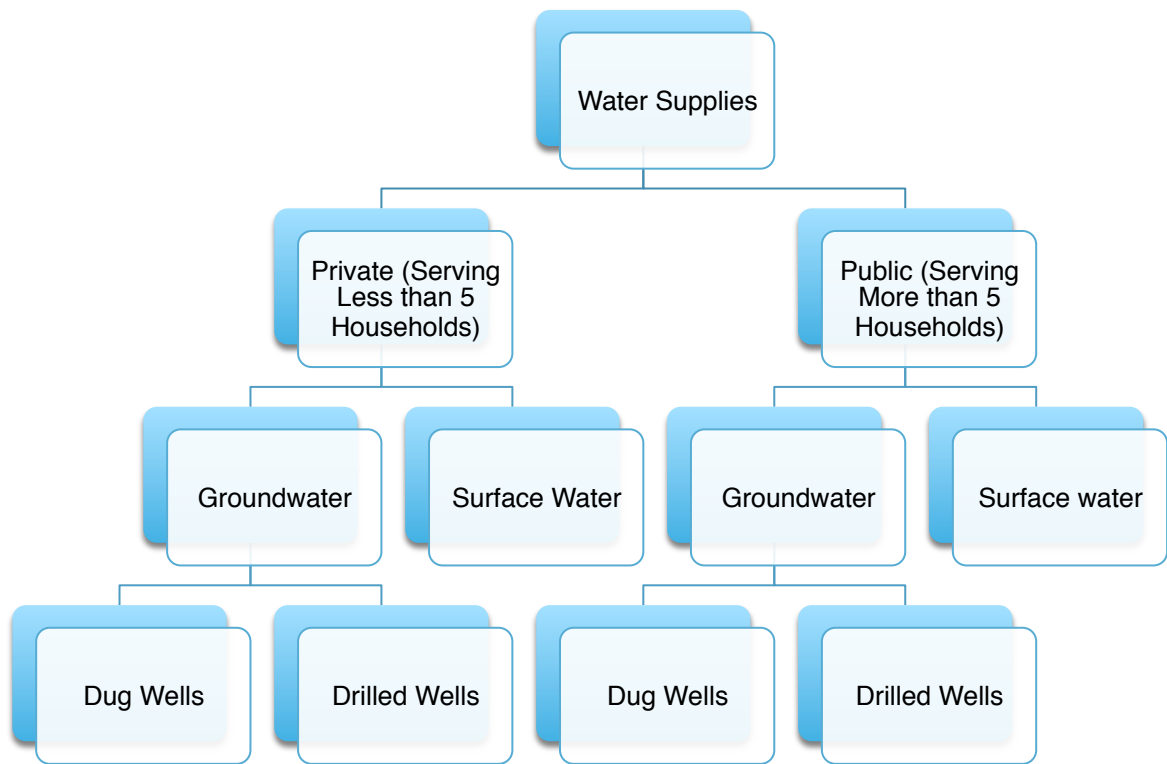 Water Supplies
Private (Serving
Less than 5
Households)
Public (Serving
More than 5
Households)
Groundwater
Surface Water
Groundwater
Surface water
Dug Wells
Drilled Wells
Dug Wells
Drilled Wells